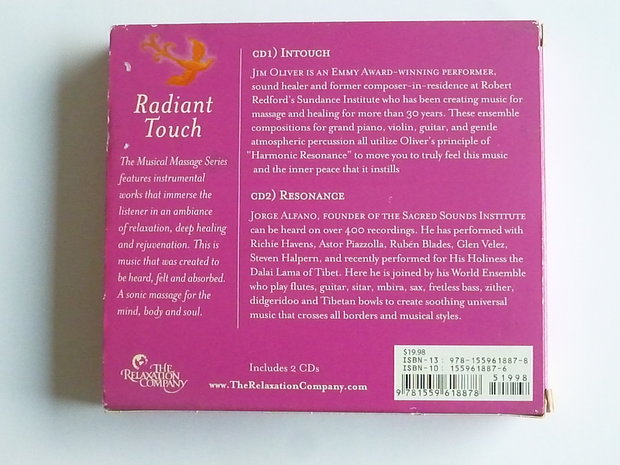 Radiant
Touch
The Musical Massage Series
features instrumental
works that immerse the
listener in an ambiance
of relaxation, deep healing
and rejuvenation. This is
music that was created to
be heard, felt and absorbed.
A sonic massage for the
mind, body and soul.
CD1) INTOUCH
JIM OLIVER IS AN EMMY AWARD-WINNING PERFORMER,
sound healer and former composer-in-residence at Robert
Redford's Sundance Institute who has been creating music for
massage and healing for more than 30 years. These ensemble
compositions for grand piano, violin, guitar, and gentle
atmospheric percussion all utilize Oliver's principle of
"Harmonic Resonance" to move you to truly feel this music
and the inner peace that it instills
CD2) RESONANCE
JORGE ALFANO, FOUNDER OF THE SACRED SOUNDS INSTITUTE
can be heard on over 400 recordings. He has performed with
Richie Havens, Astor Piazzolla, Rubén Blades, Glen Velez,
Steven Halpern, and recently performed for His Holiness the
Dalai Lama of Tibet. Here he is joined by his World Ensemble
who play flutes, guitar, sitar, mbira, sax, fretless bass, zither,
didgeridoo and Tibetan bowls to create soothing universal
music that crosses all borders and musical styles.
THE
RELAXATION
COMPANY
Includes 2 CDs
www.TheRelaxationCompany.com
$19.98
ISBN-13: 978-155961887-8
ISBN-10: 155961887-6
51998
9781559618878